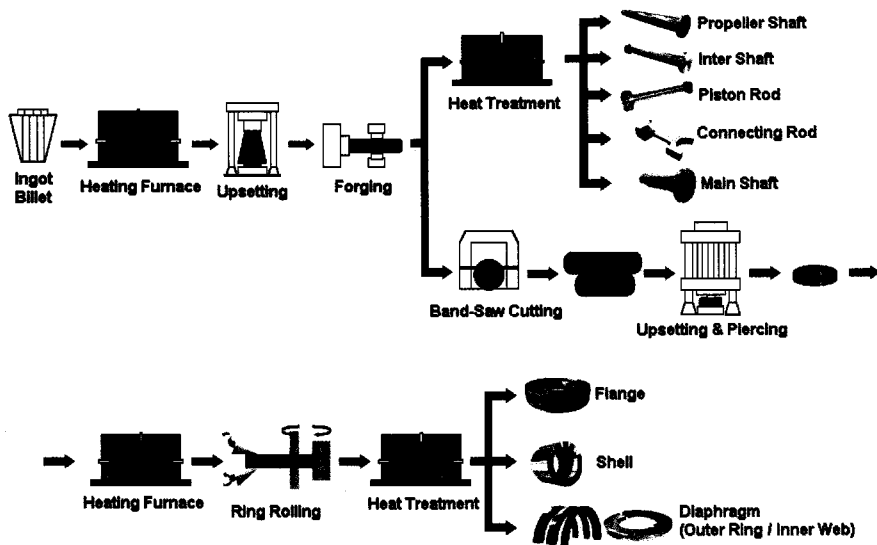 Propeller Shaft
Inter Shaft
Heat Treatment
Piston Rod
Connecting Rod
Ingot
Billet
Heating Furnace
Upsetting
Forging
Main Shaft
Band-Saw Cutting
Upsetting & Piercing
Flange
Shell
Heating Furnace
Ring Rolling
Heat Treatment
Diaphragm
(Outer Ring / Inner Web)